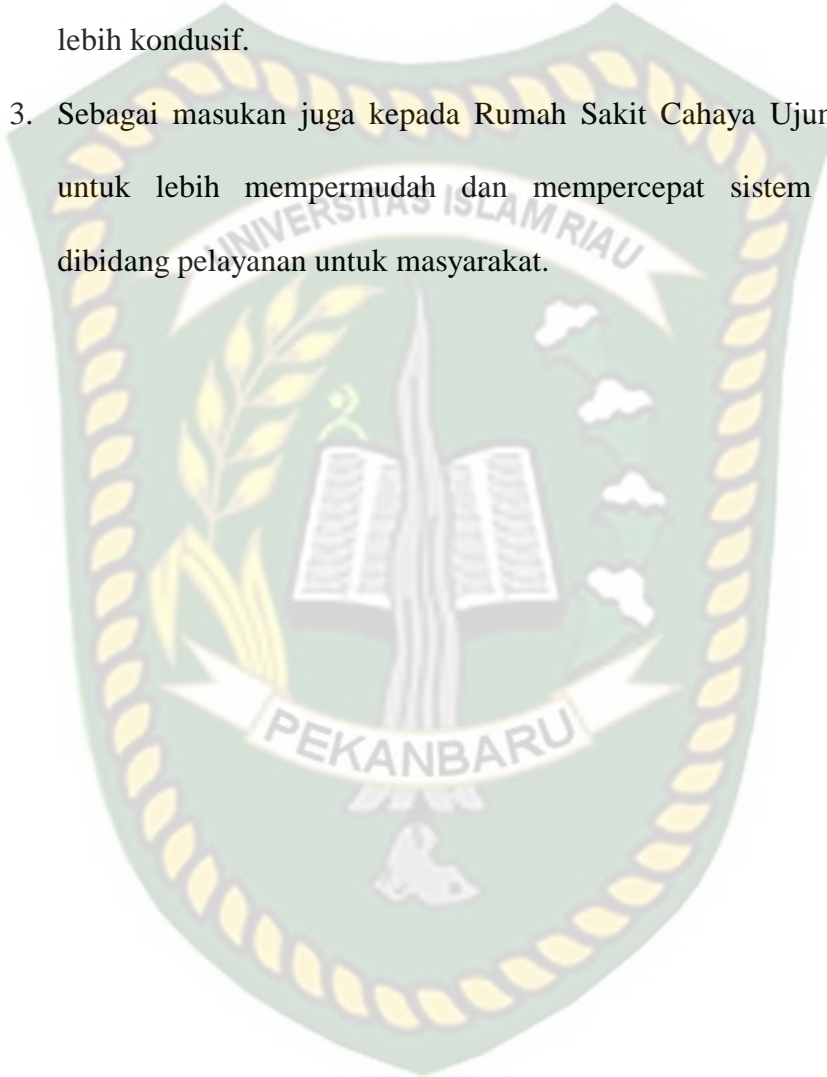 lebih kondusif.
3. Sebagai masukan juga kepada Rumah Sakit Cahaya
untuk lebih mempermudah dan mempercepat sistem
dibidang pelayanan untuk masyarakat.
UNIVERSITAS ISLAM RIAU
PEKANBARU